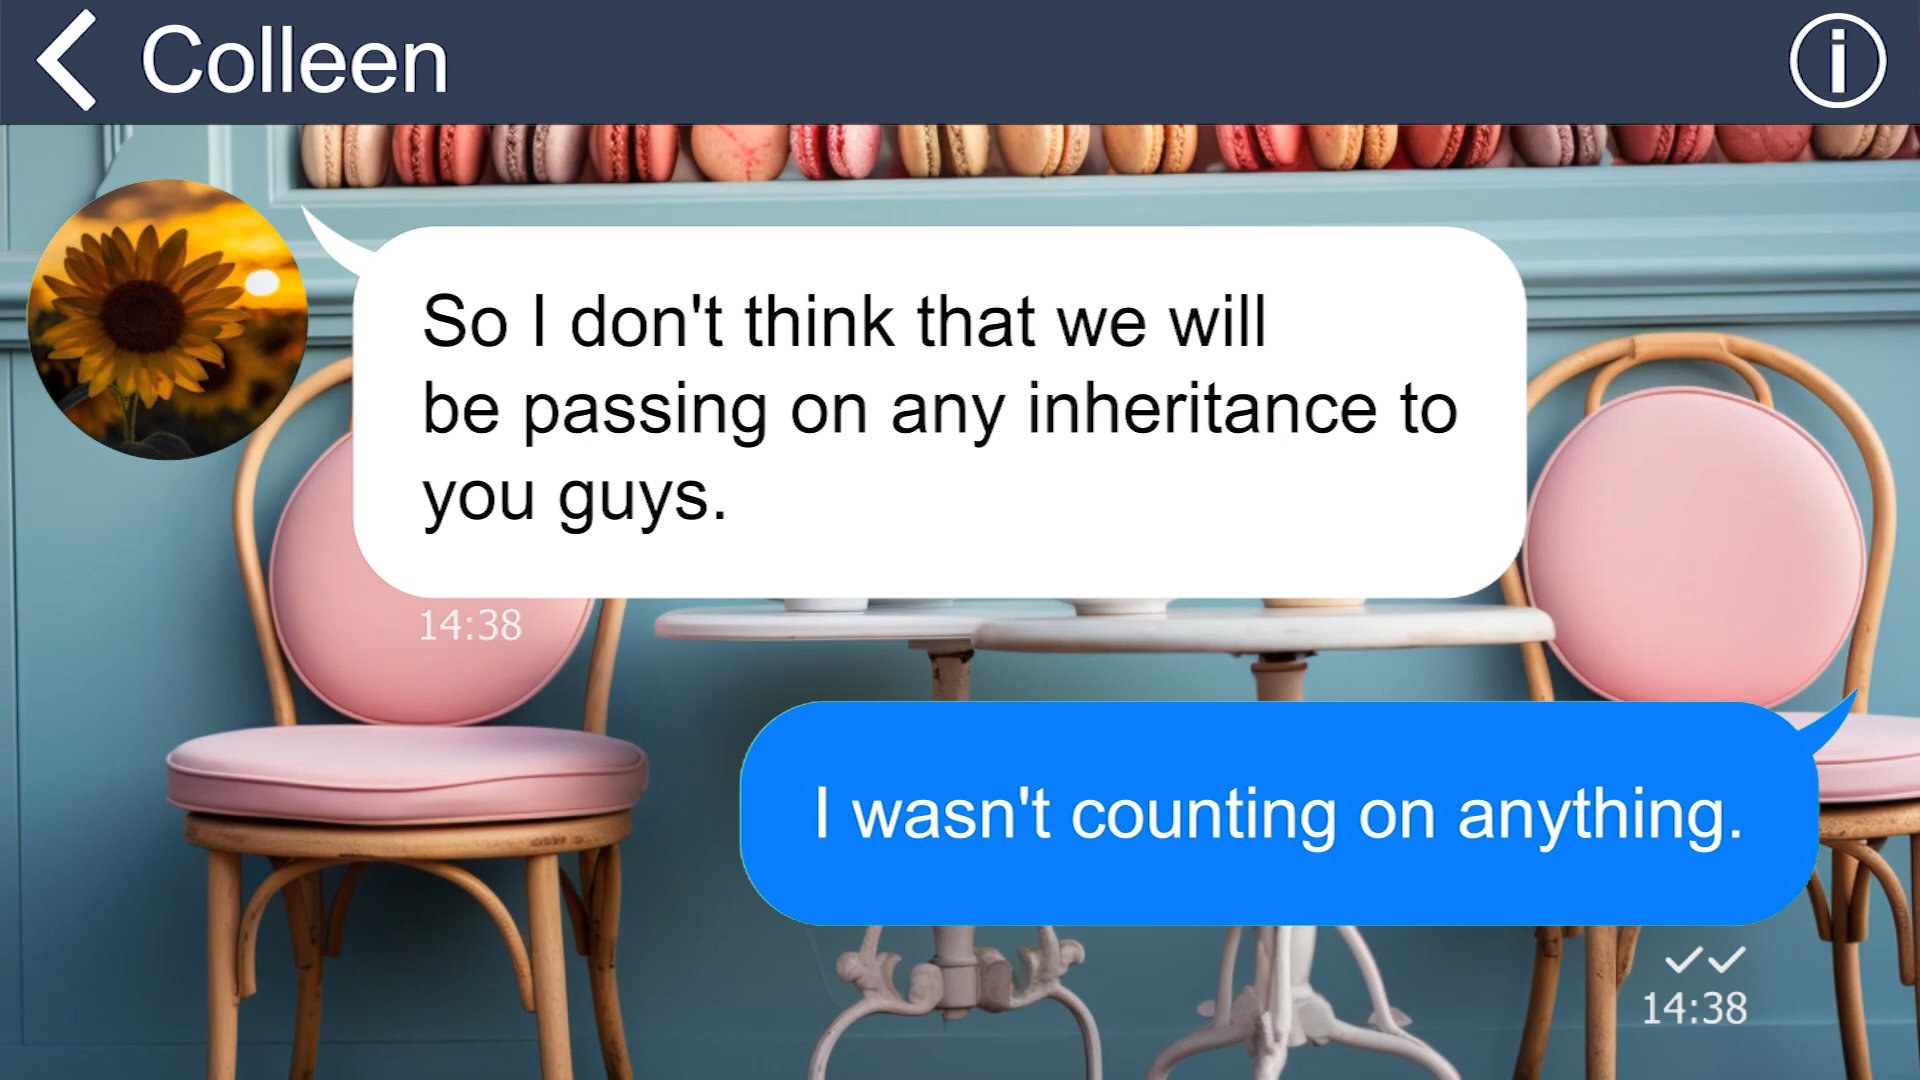 Colleen
So I don't think that we will
be passing on any inheritance to
you guys.
14:38
I wasn't counting on anything.
14:38